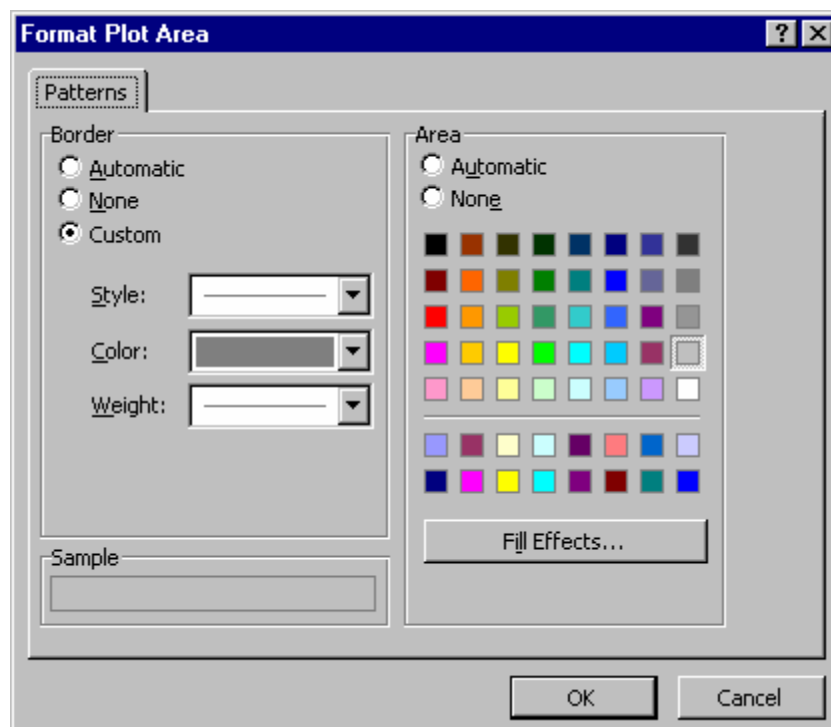 Format Plot Area
Patterns
Border
Automatic
None
Custom
Style:
Color:
Weight:
Sample
Area
Automatic
None
Fill Effects...
OK
Cancel